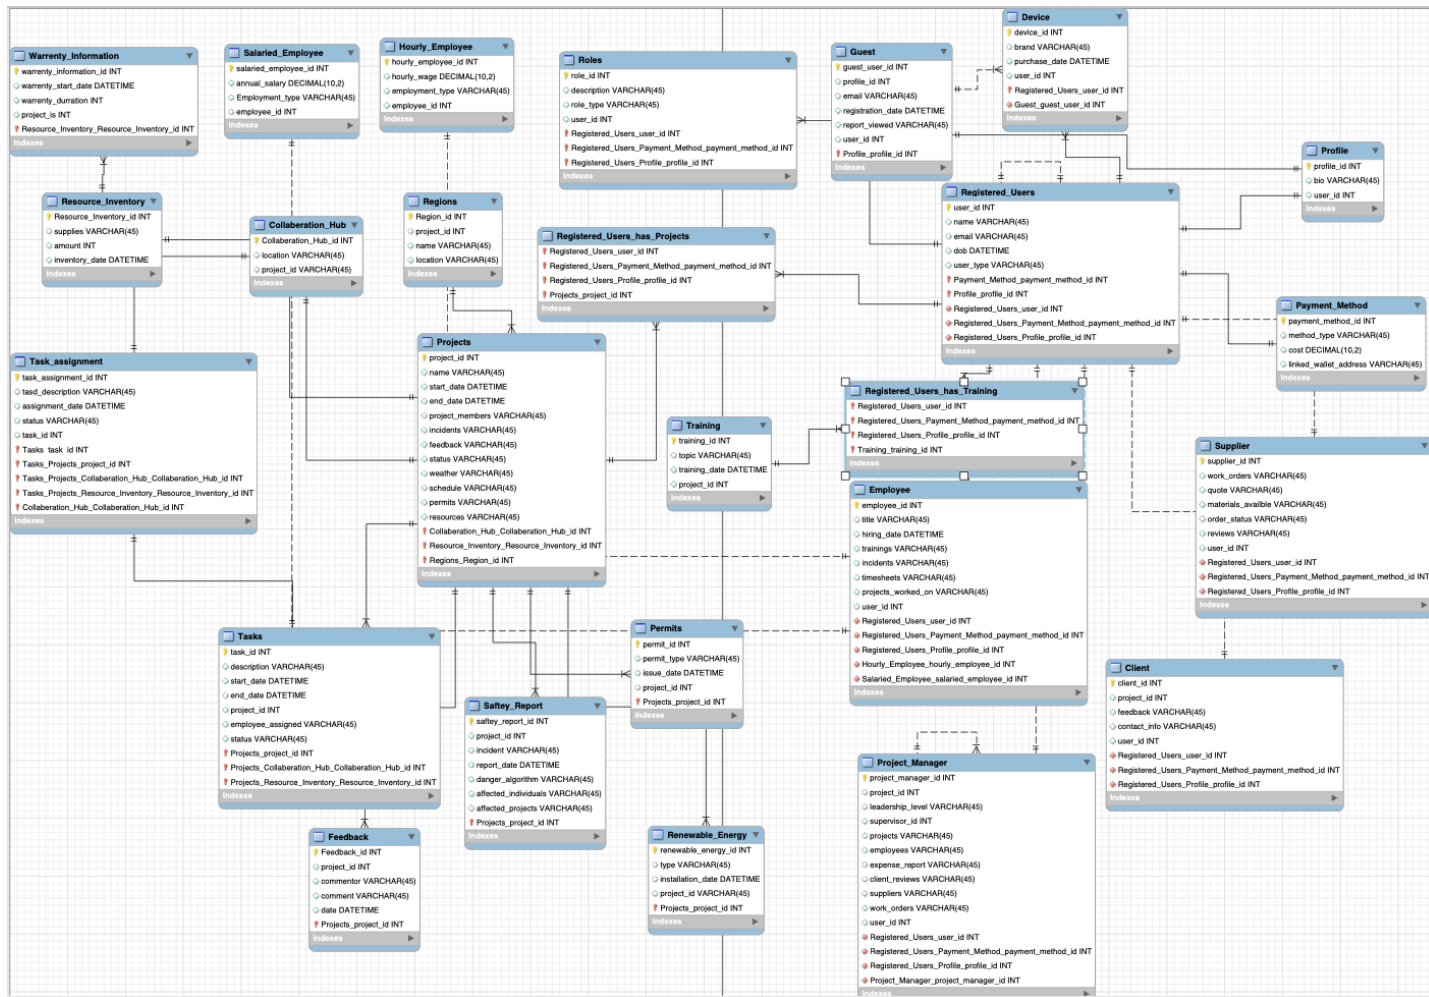 Warrenty_Information
warrenty_information_id INT
warrenty_start_date DATETIME
warrenty_durration INT
project_is INT
Resource_Inventory_Resource_Inventory_id INT
Indexes
Salaried_Employee
salaried_employee_id INT
annual_salary DECIMAL(10,2)
Employment_type VARCHAR(45)
employee_id INT
Indexes
Hourly_Employee
hourly_employee_id INT
hourly_wage DECIMAL(10,2)
employment_type VARCHAR(45)
employee_id INT
Indexes
Roles
role_id INT
description VARCHAR(45)
role_type VARCHAR(45)
user_id INT
Registered_Users_user_id INT
Registered_Users_Payment_Method_payment_method_id INT
Registered_Users_Profile_profile_id INT
Indexes
Guest
guest_user_id INT
profile_id INT
email VARCHAR(45)
registration_date DATETIME
report_viewed VARCHAR(45)
user_id INT
Profile_profile_id INT
Indexes
Device
device_id INT
brand VARCHAR(45)
purchase_date DATETIME
user_id INT
Registered_Users_user_id INT
Guest_guest_user_id INT
Indexes
Profile
profile_id INT
bio VARCHAR(45)
user_id INT
Indexes
Resource_Inventory
Resource_Inventory_id INT
supplies VARCHAR(45)
amount INT
inventory_date DATETIME
Indexes
Collaberation_Hub
Collaberation_Hub_id INT
location VARCHAR(45)
project_id VARCHAR(45)
Indexes
Regions
Region_id INT
project_id INT
name VARCHAR(45)
location VARCHAR(45)
Indexes
Registered_Users_has_Projects
Registered_Users_user_id INT
Registered_Users_Payment_Method_payment_method_id INT
Registered_Users_Profile_profile_id INT
Projects_project_id INT
Indexes
Registered_Users
user_id INT
name VARCHAR(45)
email VARCHAR(45)
dob DATETIME
user_type VARCHAR(45)
Payment_Method_payment_method_id INT
Profile_profile_id INT
Registered_Users_user_id INT
Registered_Users_Payment_Method_payment_method_id INT
Registered_Users_Profile_profile_id INT
Indexes
Payment_Method
payment_method_id INT
method_type VARCHAR(45)
cost DECIMAL(10,2)
linked_wallet_address VARCHAR(45)
Indexes
Task_assignment
task_assignment_id INT
tasd_description VARCHAR(45)
assignment_date DATETIME
status VARCHAR(45)
task_id INT
Tasks_task_id INT
Tasks_Projects_project_id INT
Tasks_Projects_Collaberation_Hub_Collaberation_Hub_id INT
Tasks_Projects_Resource_Inventory_Resource_Inventory_id INT
Collaberation_Hub_Collaberation_Hub_id INT
Indexes
Projects
project_id INT
name VARCHAR(45)
start_date DATETIME
end_date DATETIME
project_members VARCHAR(45)
incidents VARCHAR(45)
feedback VARCHAR(45)
status VARCHAR(45)
weather VARCHAR(45)
schedule VARCHAR(45)
permits VARCHAR(45)
resources VARCHAR(45)
Collaberation_Hub_Collaberation_Hub_id INT
Resource_Inventory_Resource_Inventory_id INT
Regions_Region_id INT
Indexes
Training
training_id INT
topic VARCHAR(45)
training_date DATETIME
project_id INT
Indexes
Registered_Users_has_Training
Registered_Users_user_id INT
Registered_Users_Payment_Method_payment_method_id INT
Registered_Users_Profile_profile_id INT
Training_training_id INT
Indexes
Supplier
supplier_id INT
work_orders VARCHAR(45)
quote VARCHAR(45)
materials_availble VARCHAR(45)
order_status VARCHAR(45)
reviews VARCHAR(45)
user_id INT
Registered_Users_user_id INT
Registered_Users_Payment_Method_payment_method_id INT
Registered_Users_Profile_profile_id INT
Indexes
Employee
employee_id INT
title VARCHAR(45)
hiring_date DATETIME
trainings VARCHAR(45)
incidents VARCHAR(45)
timesheets VARCHAR(45)
projects_worked_on VARCHAR(45)
user_id INT
Registered_Users_user_id INT
Registered_Users_Payment_Method_payment_method_id INT
Registered_Users_Profile_profile_id INT
Hourly_Employee_hourly_employee_id INT
Salaried_Employee_salaried_employee_id INT
Indexes
Tasks
task_id INT
description VARCHAR(45)
start_date DATETIME
end_date DATETIME
project_id INT
employee_assigned VARCHAR(45)
status VARCHAR(45)
Projects_project_id INT
Projects_Collaberation_Hub_Collaberation_Hub_id INT
Projects_Resource_Inventory_Resource_Inventory_id INT
Indexes
Permits
permit_id INT
permit_type VARCHAR(45)
issue_date DATETIME
project_id INT
Projects_project_id INT
Indexes
Saftey_Report
saftey_report_id INT
project_id INT
incident VARCHAR(45)
report_date DATETIME
danger_algorithm VARCHAR(45)
affected_individuals VARCHAR(45)
affected_projects VARCHAR(45)
Projects_project_id INT
Indexes
Client
client_id INT
project_id INT
feedback VARCHAR(45)
contact_info VARCHAR(45)
user_id INT
Registered_Users_user_id INT
Registered_Users_Payment_Method_payment_method_id INT
Registered_Users_Profile_profile_id INT
Indexes
Feedback
Feedback_id INT
project_id INT
commentor VARCHAR(45)
comment VARCHAR(45)
date DATETIME
Projects_project_id INT
Indexes
Renewable_Energy
renewable_energy_id INT
type VARCHAR(45)
installation_date DATETIME
project_id VARCHAR(45)
Projects_project_id INT
Indexes
Project_Manager
project_manager_id INT
project_id INT
leadership_level VARCHAR(45)
supervisor_id INT
projects VARCHAR(45)
employees VARCHAR(45)
expense_report VARCHAR(45)
client_reviews VARCHAR(45)
suppliers VARCHAR(45)
work_orders VARCHAR(45)
user_id INT
Registered_Users_user_id INT
Registered_Users_Payment_Method_payment_method_id INT
Registered_Users_Profile_profile_id INT
Project_Manager_project_manager_id INT
Indexes